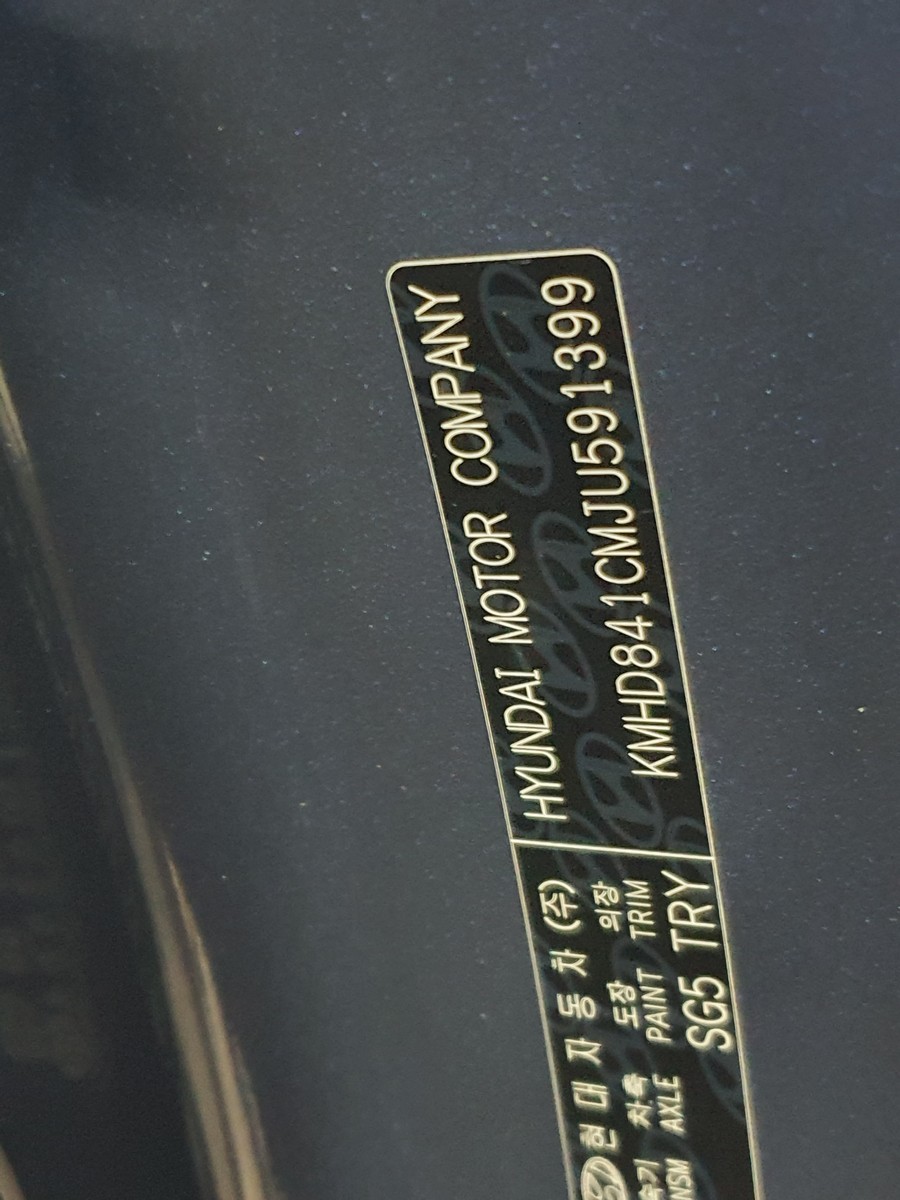 HYUNDAI MOTOR COMPANY
KMHD841CMJU591399
현대자동차(주)
차축 도장 의장
AXLE PAINT TRIM
SG5 TRY